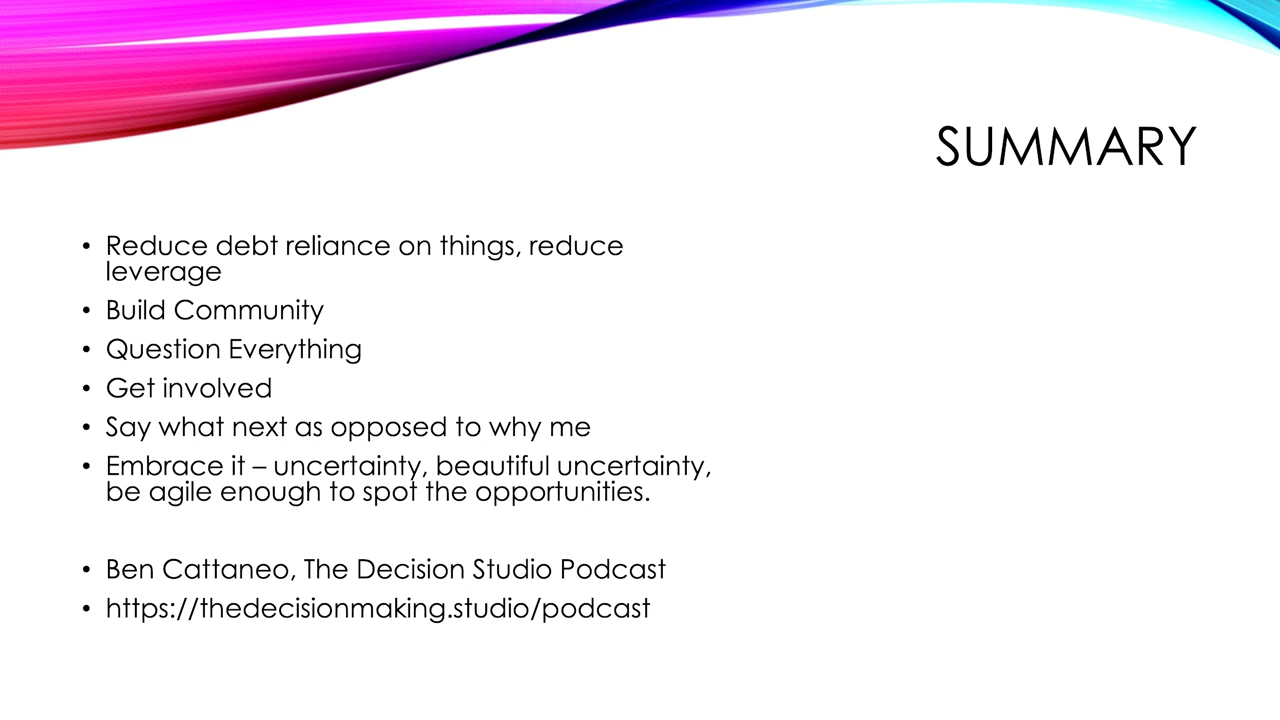 SUMMARY
• Reduce debt reliance on things, reduce
leverage
• Build Community
• Question Everything
• Get involved
• Say what next as opposed to why me
• Embrace it – uncertainty, beautiful uncertainty,
be agile enough to spot the opportunities.
• Ben Cattaneo, The Decision Studio Podcast
• https://thedecisionmaking.studio/podcast